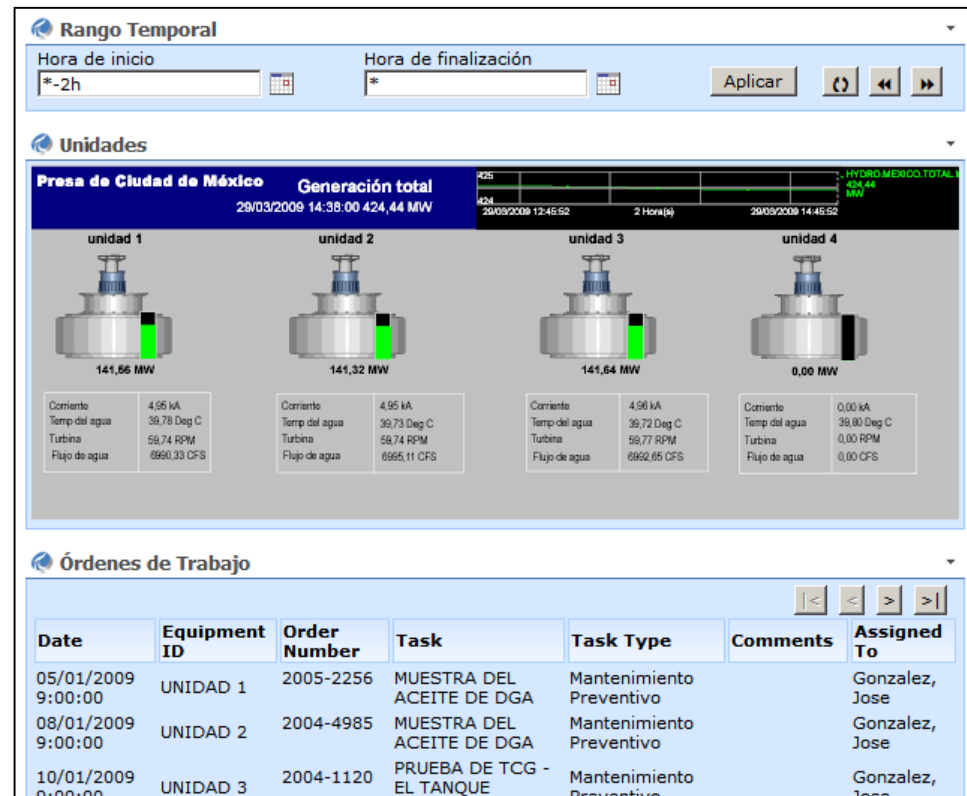 Rango Temporal
Hora de inicio Hora de finalización
*-2h * Aplicar
Unidades
Presa de Ciudad de México Generación total
29/03/2009 14:38:00 424,44 MW
425
424
29/03/2009 12:45:52 2 Hora(s) 29/03/2009 14:45:52
HYDRO.MEXICO.TOTAL.M
424,44
MW
unidad 1 unidad 2 unidad 3 unidad 4
141,56 MW 141,32 MW 141,64 MW 0,00 MW
Corriente 4,95 kA Corriente 4,95 kA Corriente 4,96 kA Corriente 0,00 kA
Temp del agua 39,78 Deg C Temp del agua 39,73 Deg C Temp del agua 39,72 Deg C Temp del agua 39,80 Deg C
Turbina 59,74 RPM Turbina 59,74 RPM Turbina 59,77 RPM Turbina 0,00 RPM
Flujo de agua 6990,33 CFS Flujo de agua 6995,11 CFS Flujo de agua 6992,65 CFS Flujo de agua 0,00 CFS
Órdenes de Trabajo
|< < > >|
Date Equipment ID Order Number Task Task Type Comments Assigned To
05/01/2009 9:00:00 UNIDAD 1 2005-2256 MUESTRA DEL ACEITE DE DGA Mantenimiento Preventivo Gonzalez, Jose
08/01/2009 9:00:00 UNIDAD 2 2004-4985 MUESTRA DEL ACEITE DE DGA Mantenimiento Preventivo Gonzalez, Jose
10/01/2009 9:00:00 UNIDAD 3 2004-1120 PRUEBA DE TCG - EL TANQUE Mantenimiento Preventivo Gonzalez, Jose